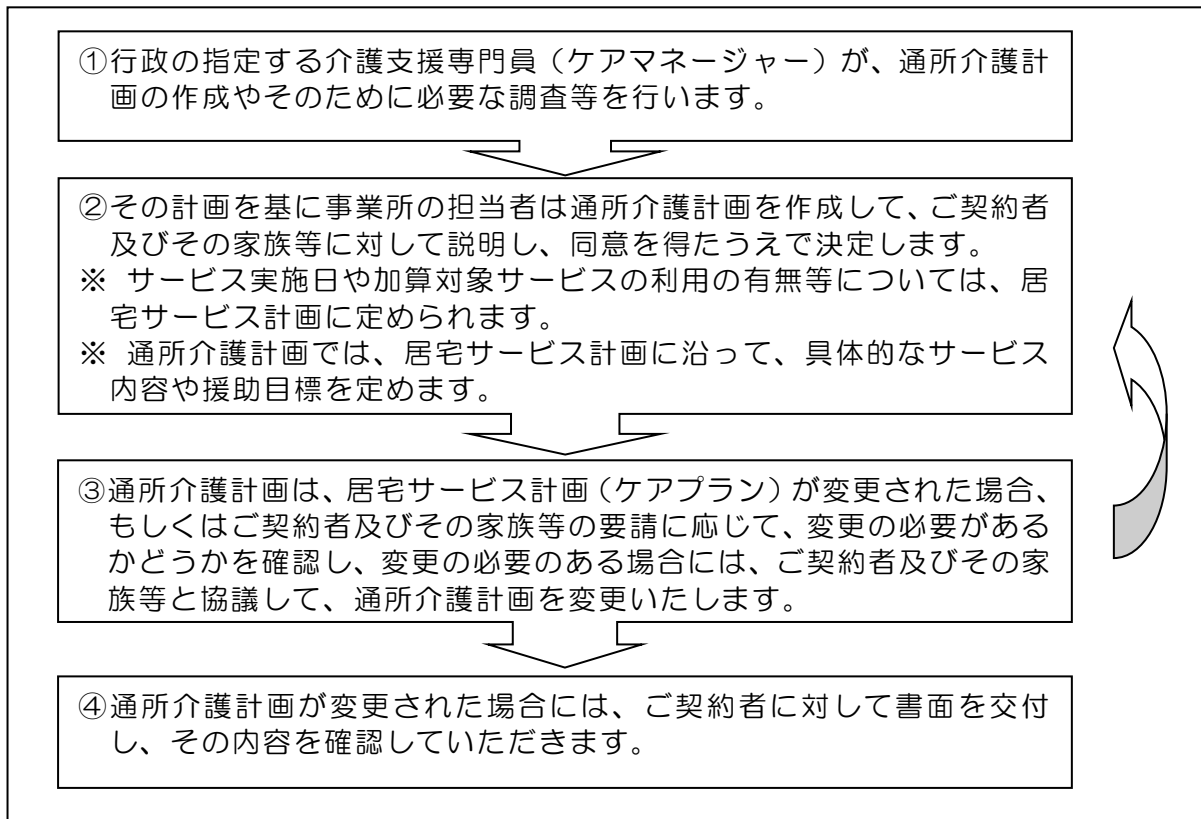 ①行政の指定する介護支援専門員（ケアマネージャー）が、通所介護計
画の作成やそのために必要な調査等を行います。
②その計画を基に事業所の担当者は通所介護計画を作成して、ご契約者
及びその家族等に対して説明し、同意を得たうえで決定します。
※ サービス実施日や加算対象サービスの利用の有無等については、居
宅サービス計画に定められます。
※ 通所介護計画では、居宅サービス計画に沿って、具体的なサービス
内容や援助目標を定めます。
③通所介護計画は、居宅サービス計画（ケアプラン）が変更された場合、
もしくはご契約者及びその家族等の要請に応じて、変更の必要がある
かどうかを確認し、変更の必要のある場合には、ご契約者及びその家
族等と協議して、通所介護計画を変更いたします。
④通所介護計画が変更された場合には、ご契約者に対して書面を交付
し、その内容を確認していただきます。